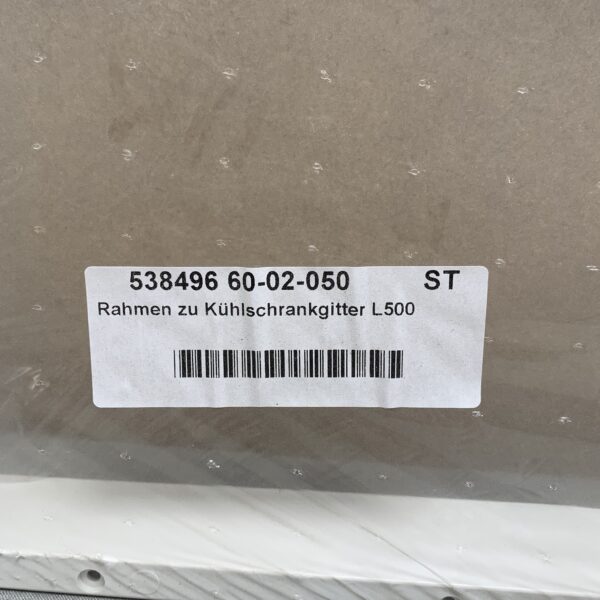 538496 60-02-050 ST
Rahmen zu Kühlschrankgitter L500